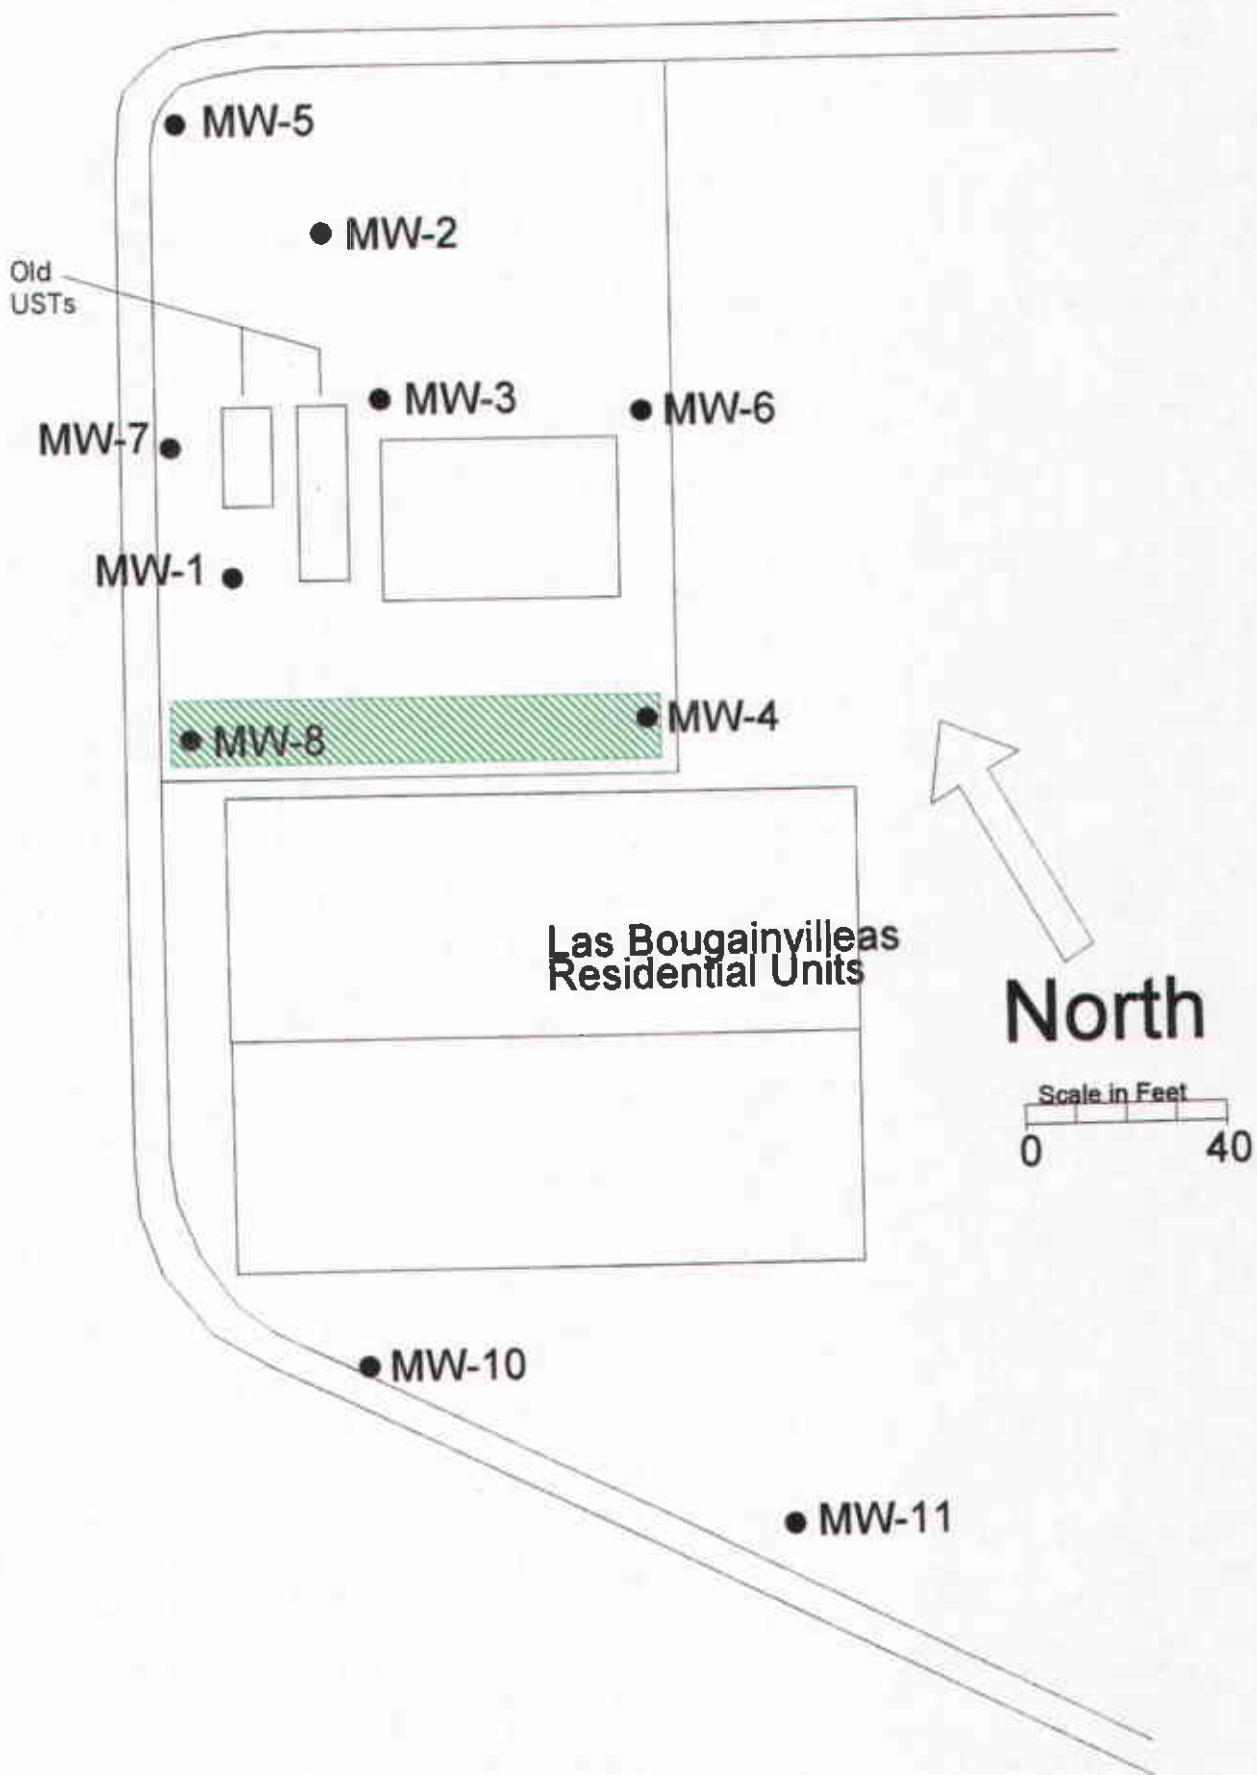 MW-5
MW-2
Old
USTs
MW-3
MW-6
MW-7
MW-1
MW-4
MW-8
Las Bougainvilleas
Residential Units
North
Scale in Feet
0 40
MW-10
MW-11